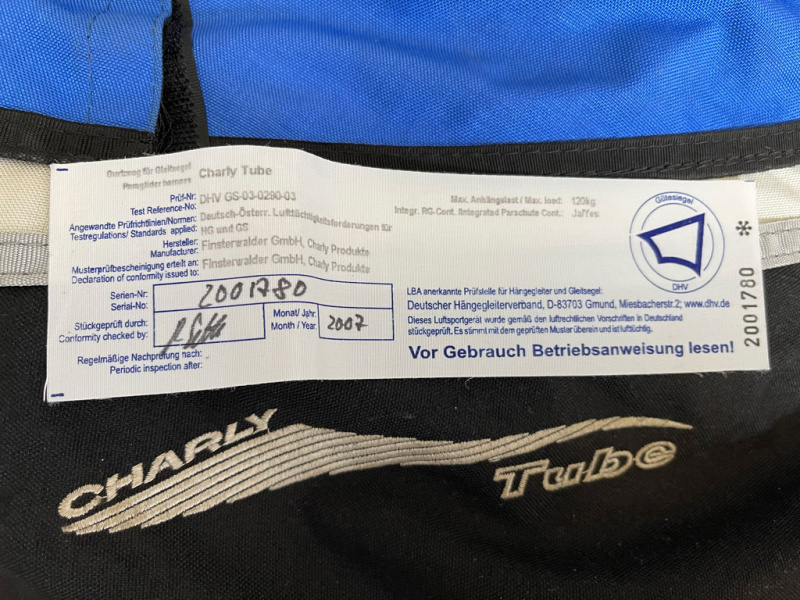 Gurtzeug für Gleitsegel
Paraglider harness
Charly Tube
Prüf-Nr:
Test Reference-No:
DHV GS-03-0280-03
Angewandte Prüfrichtlinien/Normen:
Testregulations/ Standards applied:
Deutsch-Österr. Lufttüchtigkeitsforderungen für
HG und GS
Hersteller:
Manufacturer:
Finsterwalder GmbH, Charly Produkte
Musterprüfbescheinigung erteilt an:
Declaration of conformity issued to:
Finsterwalder GmbH, Charly Produkte
Serien-Nr:
Serial-No:
2001780
Stückgeprüft durch:
Conformity checked by:
Monat/ Jahr:
Month / Year:
2007
Regelmäßige Nachprüfung nach:
Periodic inspection after:
Max. Anhängelast / Max. load: 120kg
Integr. RG-Cont. /Integrated Parachute Cont.: Ja/Yes
Gütesiegel
DHV
LBA anerkannte Prüfstelle für Hängegleiter und Gleitsegel:
Deutscher Hängegleiterverband, D-83703 Gmund, Miesbacherstr.2; www.dhv.de
Dieses Luftsportgerät wurde gemäß den luftrechtlichen Vorschriften in Deutschland
stückgeprüft. Es stimmt mit dem geprüften Muster überein und ist lufttüchtig.
Vor Gebrauch Betriebsanweisung lesen!
2001780 *
CHARLY
Tube